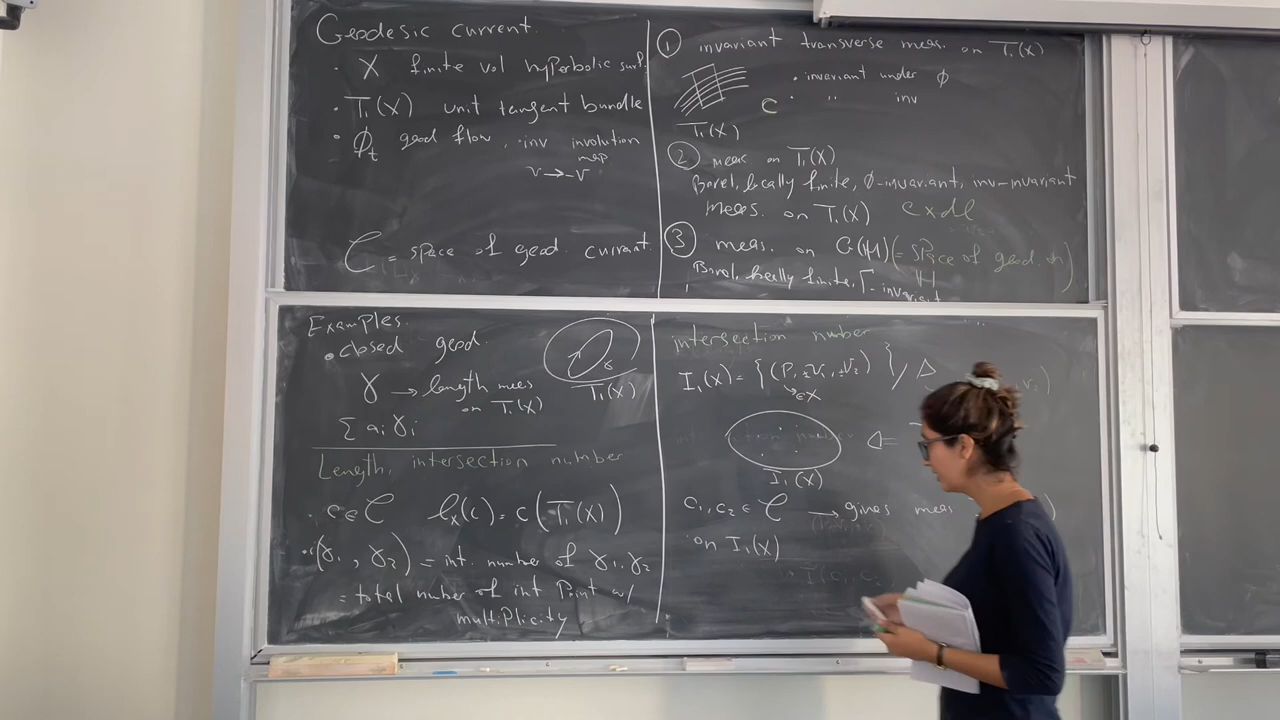 Geodesic current.
· X finite vol hyperbolic surf.
· T₁(X) unit tangent bundle
· ϕ_t geod flow, · inv involution map
v → -v
C = space of geod. current.
① invariant transverse meas. on T₁(X)
· invariant under ϕ
C · " inv
T₁(X)
② meas on T₁(X)
Borel, locally finite, ϕ-invariant, inv-invariant
meas. on T₁(X) cxdl
③ meas. on G(H) (= space of geod. in H)
Borel, locally finite, Γ-invariant
Examples.
· closed geod
γ → length meas on T₁(X)
γ
T₁(X)
Σ aᵢ γᵢ
Length, intersection number
· c ∈ C ℓ_X(c) = c(T₁(X))
· i(γ₁, γ₂) = int. number of γ₁, γ₂
= total number of int point w/
multiplicity
intersection number
I₁(X) = { (P, ±v₁, ±v₂) } / Δ
∈ X
I₁(X)
c₁, c₂ ∈ C → gives meas
on I₁(X)